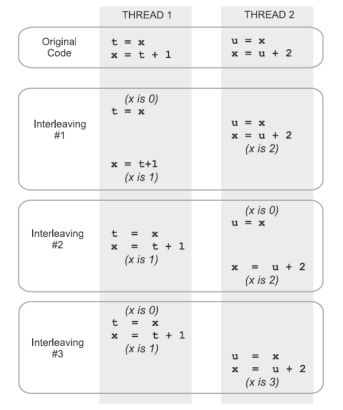 THREAD 1 THREAD 2
Original t = x u = x
Code x = t + 1 x = u + 2
(x is 0)
t = x
u = x
Interleaving x = u + 2
#1 (x is 2)
x = t+1
(x is 1)
(x is 0)
u = x
Interleaving t = x
#2 x = t + 1
(x is 1)
x = u + 2
(x is 2)
(x is 0)
t = x
x = t + 1
Interleaving (x is 1)
#3 u = x
x = u + 2
(x is 3)